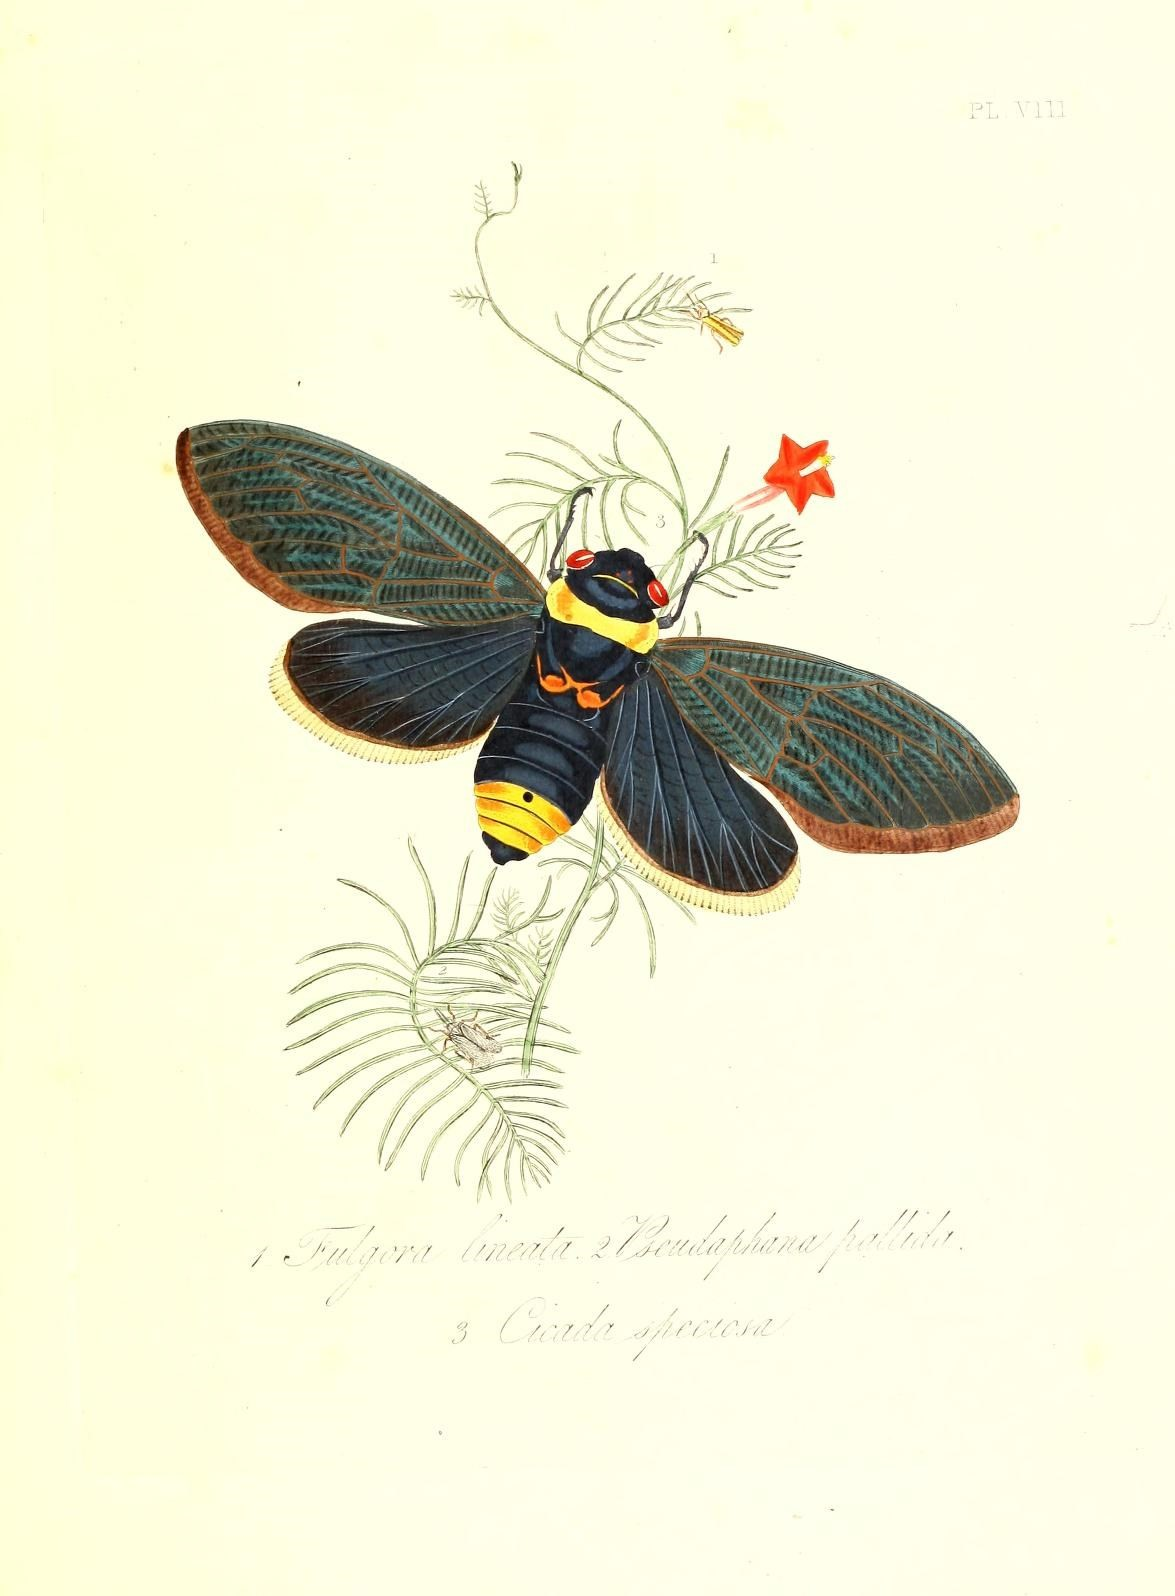 PL. VIII
1
3
2
1 Fulgora lineata. 2 Pseudaphana pallida.
3 Cicada speciosa